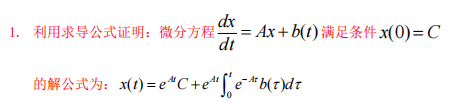 1. 利用求导公式证明：微分方程 dx/dt = Ax + b(t) 满足条件 x(0) = C
的解公式为：x(t) = e^{At}C + e^{At}∫_0^t e^{-Aτ}b(τ)dτ